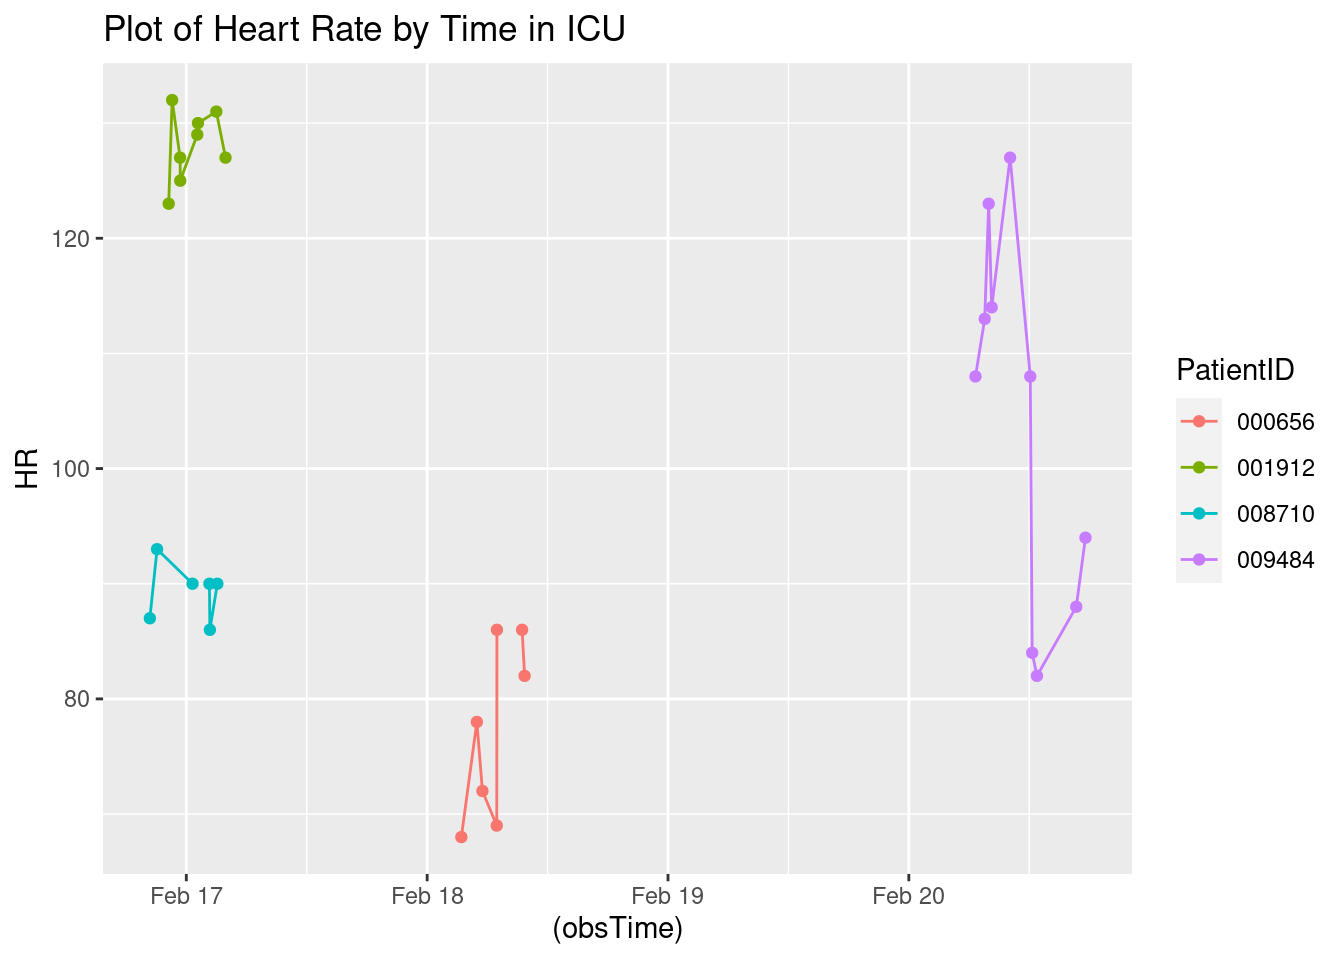 Plot of Heart Rate by Time in ICU
HR
120
100
80
Feb 17
Feb 18
Feb 19
Feb 20
(obsTime)
PatientID
000656
001912
008710
009484